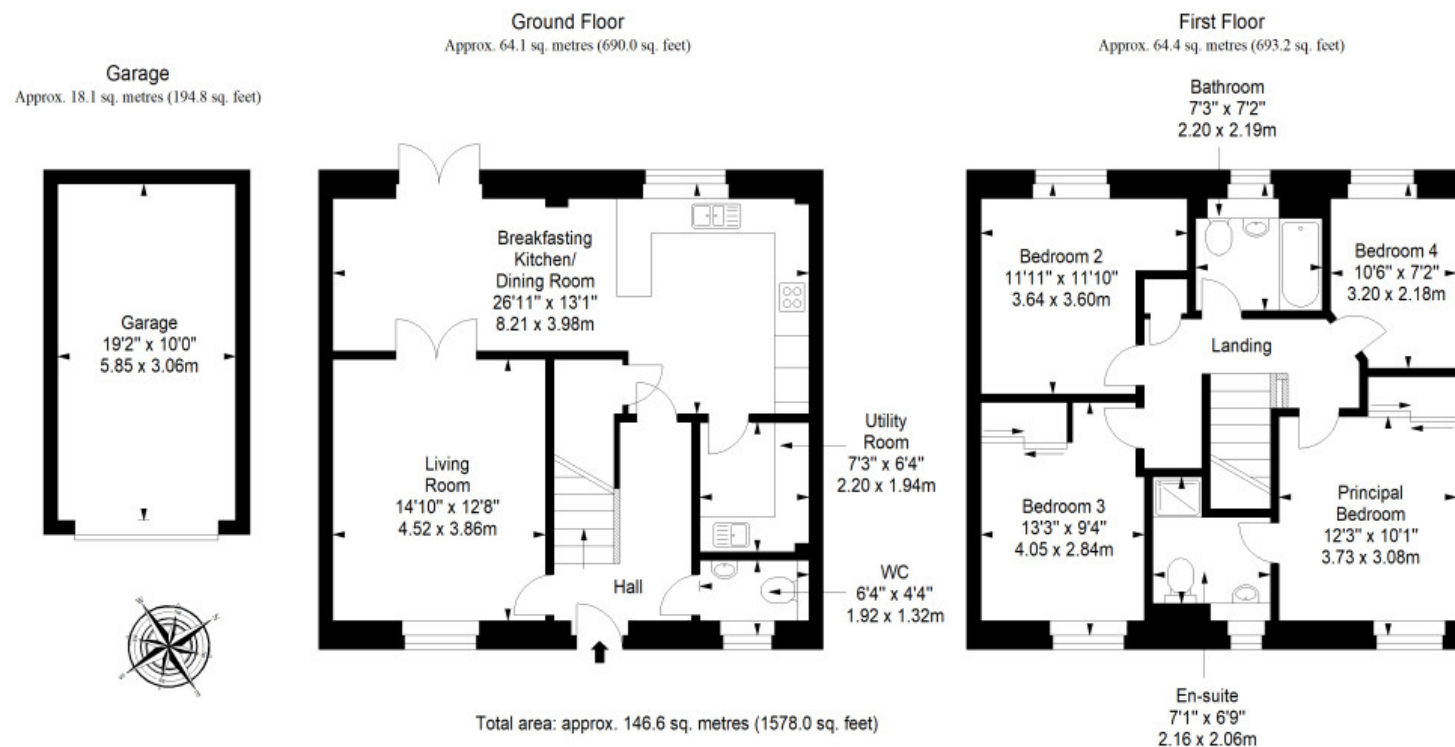 Garage
Approx. 18.1 sq. metres (194.8 sq. feet)
Garage
19'2" x 10'0"
5.85 x 3.06m
Ground Floor
Approx. 64.1 sq. metres (690.0 sq. feet)
Breakfasting
Kitchen/
Dining Room
26'11" x 13'1"
8.21 x 3.98m
Living
Room
14'10" x 12'8"
4.52 x 3.86m
Hall
Utility
Room
7'3" x 6'4"
2.20 x 1.94m
WC
6'4" x 4'4"
1.92 x 1.32m
First Floor
Approx. 64.4 sq. metres (693.2 sq. feet)
Bathroom
7'3" x 7'2"
2.20 x 2.19m
Bedroom 2
11'11" x 11'10"
3.64 x 3.60m
Bedroom 4
10'6" x 7'2"
3.20 x 2.18m
Landing
Bedroom 3
13'3" x 9'4"
4.05 x 2.84m
Principal
Bedroom
12'3" x 10'1"
3.73 x 3.08m
En-suite
7'1" x 6'9"
2.16 x 2.06m
Total area: approx. 146.6 sq. metres (1578.0 sq. feet)